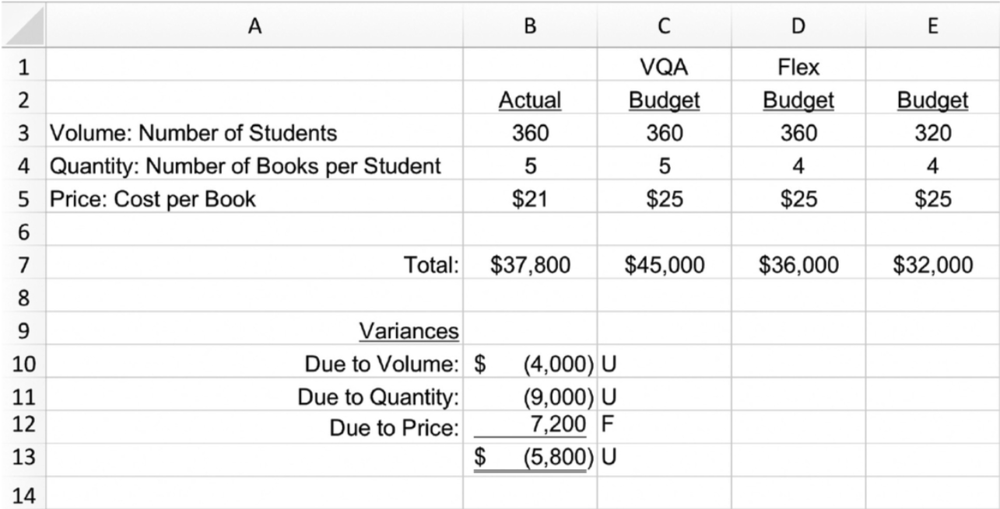 A B C D E
1 VQA Flex
2 Actual Budget Budget Budget
3 Volume: Number of Students 360 360 360 320
4 Quantity: Number of Books per Student 5 5 4 4
5 Price: Cost per Book $21 $25 $25 $25
6
7 Total: $37,800 $45,000 $36,000 $32,000
8
9 Variances
10 Due to Volume: $ (4,000) U
11 Due to Quantity: (9,000) U
12 Due to Price: 7,200 F
13 $ (5,800) U
14